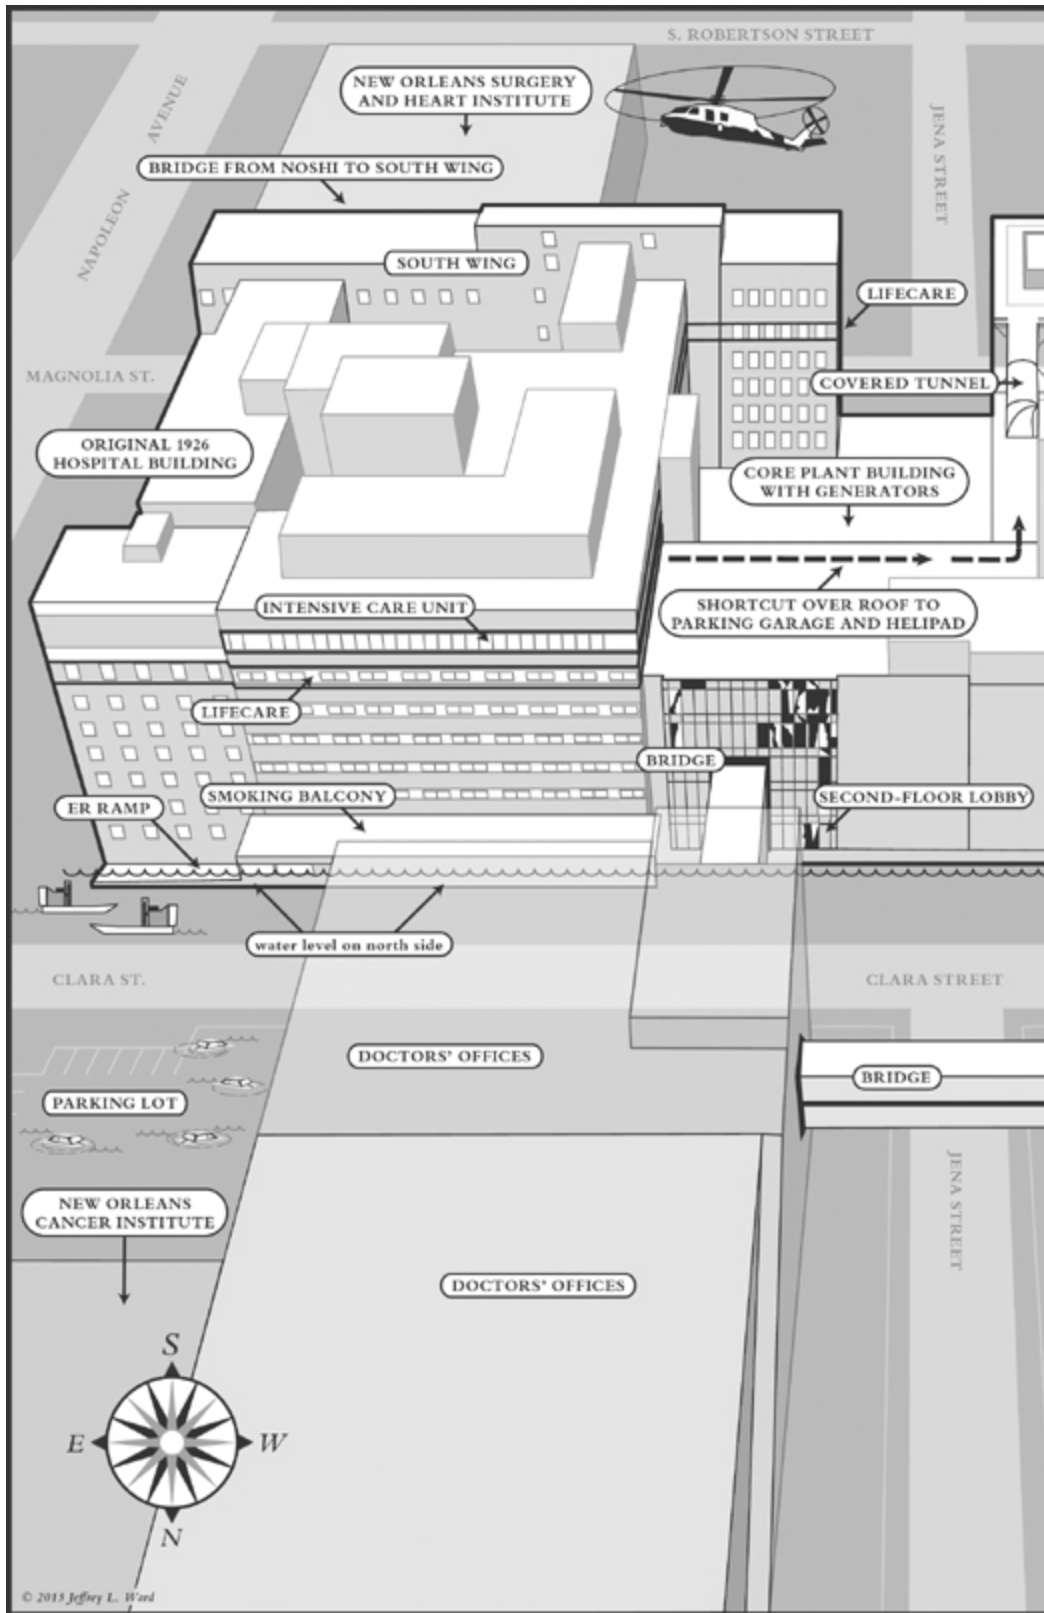 S. ROBERTSON STREET
NEW ORLEANS SURGERY
AND HEART INSTITUTE
NAPOLEON AVENUE
JENA STREET
BRIDGE FROM NOSHI TO SOUTH WING
SOUTH WING
LIFECARE
MAGNOLIA ST.
COVERED TUNNEL
ORIGINAL 1926
HOSPITAL BUILDING
CORE PLANT BUILDING
WITH GENERATORS
INTENSIVE CARE UNIT
SHORTCUT OVER ROOF TO
PARKING GARAGE AND HELIPAD
LIFECARE
BRIDGE
SMOKING BALCONY
ER RAMP
SECOND-FLOOR LOBBY
water level on north side
CLARA ST.
CLARA STREET
DOCTORS' OFFICES
BRIDGE
PARKING LOT
JENA STREET
NEW ORLEANS
CANCER INSTITUTE
DOCTORS' OFFICES
S
E
W
N
© 2013 Jeffrey L. Ward